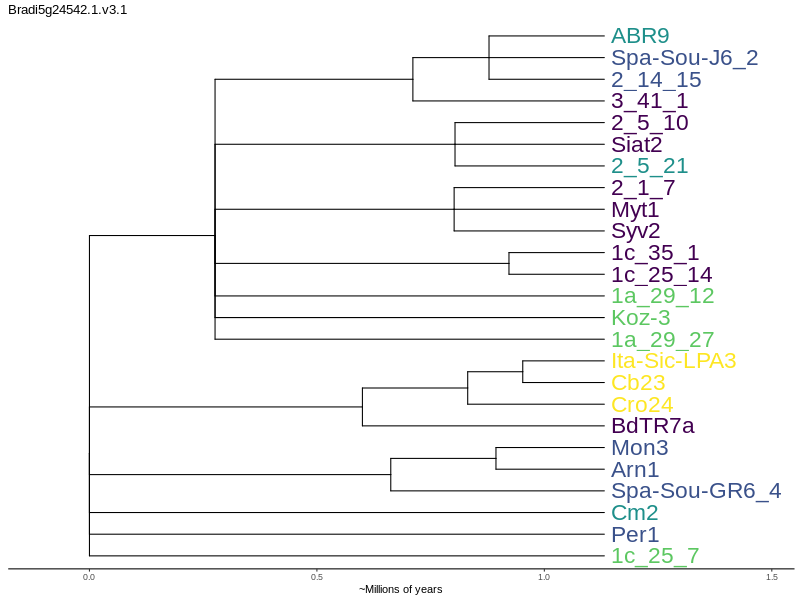 Bradi5g24542.1.v3.1
ABR9
Spa-Sou-J6_2
2_14_15
3_41_1
2_5_10
Siat2
2_5_21
2_1_7
Myt1
Syv2
1c_35_1
1c_25_14
1a_29_12
Koz-3
1a_29_27
Ita-Sic-LPA3
Cb23
Cro24
BdTR7a
Mon3
Arn1
Spa-Sou-GR6_4
Cm2
Per1
1c_25_7
0.0 0.5 1.0 1.5
~Millions of years